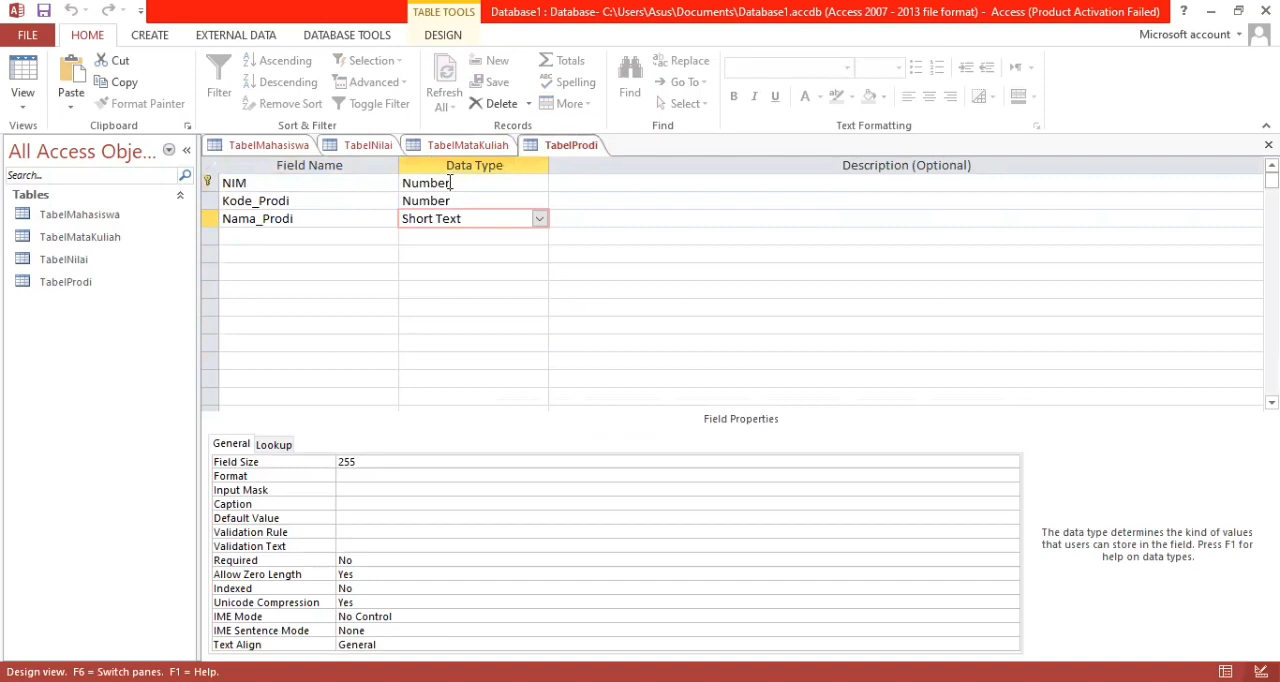 TABLE TOOLS
Database1 : Database- C:\Users\Asus\Documents\Database1.accdb (Access 2007 - 2013 file format) - Access (Product Activation Failed)
?
FILE HOME CREATE EXTERNAL DATA DATABASE TOOLS DESIGN Microsoft account
View
Views
Paste
Cut
Copy
Format Painter
Clipboard
Filter
Ascending
Descending
Remove Sort
Selection
Advanced
Toggle Filter
Sort & Filter
Refresh
All
New
Save
Delete
Totals
Spelling
More
Records
Find
Replace
Go To
Select
Find
B I U A
Text Formatting
All Access Obje...
Search...
Tables
TabelMahasiswa
TabelMataKuliah
TabelNilai
TabelProdi
TabelMahasiswa TabelNilai TabelMataKuliah TabelProdi
Field Name Data Type Description (Optional)
NIM Number
Kode_Prodi Number
Nama_Prodi Short Text
Field Properties
General Lookup
Field Size 255
Format
Input Mask
Caption
Default Value
Validation Rule
Validation Text
Required No
Allow Zero Length Yes
Indexed No
Unicode Compression Yes
IME Mode No Control
IME Sentence Mode None
Text Align General
The data type determines the kind of values
that users can store in the field. Press F1 for
help on data types.
Design view. F6 = Switch panes. F1 = Help.